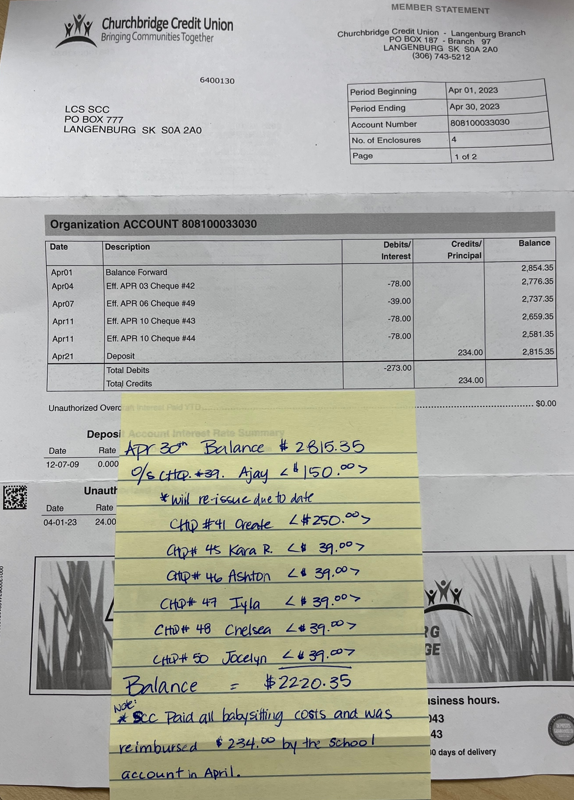 Churchbridge Credit Union
Bringing Communities Together
MEMBER STATEMENT
Churchbridge Credit Union - Langenburg Branch
PO BOX 187 - Branch 97
LANGENBURG SK S0A 2A0
(306) 743-5212
6400130
LCS SCC
PO BOX 777
LANGENBURG SK S0A 2A0
Period Beginning Apr 01, 2023
Period Ending Apr 30, 2023
Account Number 808100033030
No. of Enclosures 4
Page 1 of 2
Organization ACCOUNT 808100033030
Date Description Debits/ Interest Credits/ Principal Balance
Apr01 Balance Forward 2,854.35
Apr04 Eff. APR 03 Cheque #42 -78.00 2,776.35
Apr07 Eff. APR 06 Cheque #49 -39.00 2,737.35
Apr11 Eff. APR 10 Cheque #43 -78.00 2,659.35
Apr11 Eff. APR 10 Cheque #44 -78.00 2,581.35
Apr21 Deposit 234.00 2,815.35
Total Debits -273.00
Total Credits 234.00
Unauthorized Overd $0.00
Deposi Account Interest Rate Summary
Date Rate
12-07-09 0.000
Unauth
Date Rate
04-01-23 24.00
Apr 30th Balance $2815.35
O/S CHQ. #39. Ajay <$150.00>
*Will re-issue due to date
CHQ #41 Create <$250.00>
CHQ# 45 Kara R. <$ 39.00>
CHQ# 46 Ashton <$ 39.00>
CHQ# 47 Iyla <$39.00>
CHQ# 48 Chelsea <$39.00>
CHQ# 50 Jocelyn <$39.00>
Balance = $2220.35
Note:
* SCC Paid all babysitting costs and was
reimbursed $234.00 by the school
account in April.
RG
GE
siness hours.
043
43
0 days of delivery